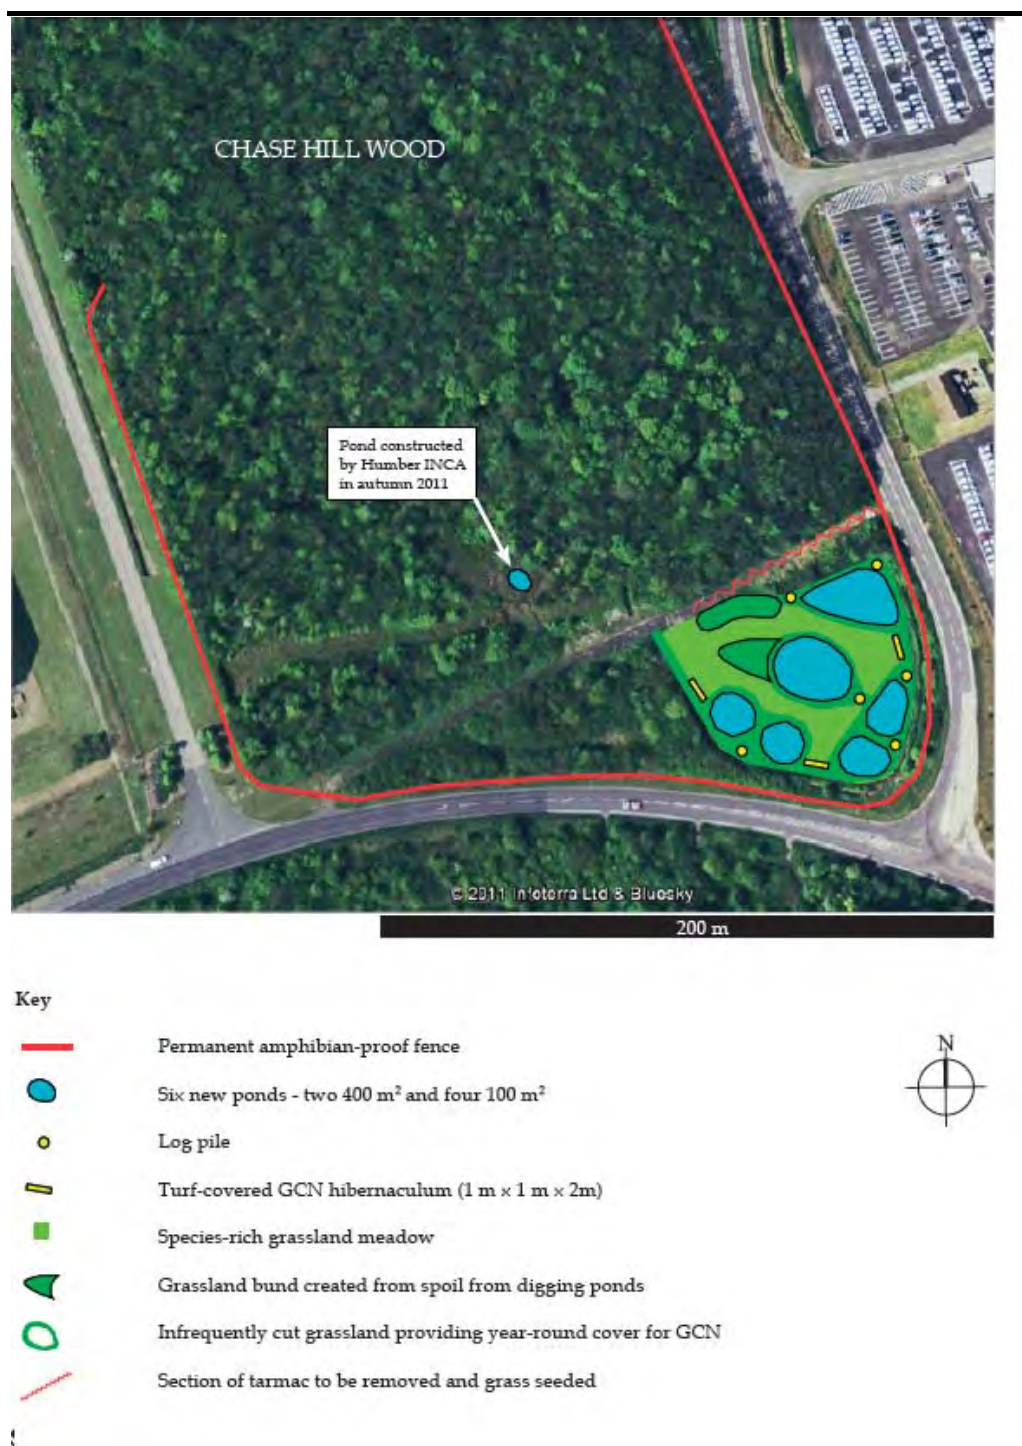 CHASE HILL WOOD
Pond constructed
by Humber INCA
in autumn 2011
© 2011 Infoterra Ltd & Bluesky
200 m
Key
N
Permanent amphibian-proof fence
Six new ponds - two 400 m² and four 100 m²
Log pile
Turf-covered GCN hibernaculum (1 m × 1 m × 2m)
Species-rich grassland meadow
Grassland bund created from spoil from digging ponds
Infrequently cut grassland providing year-round cover for GCN
Section of tarmac to be removed and grass seeded